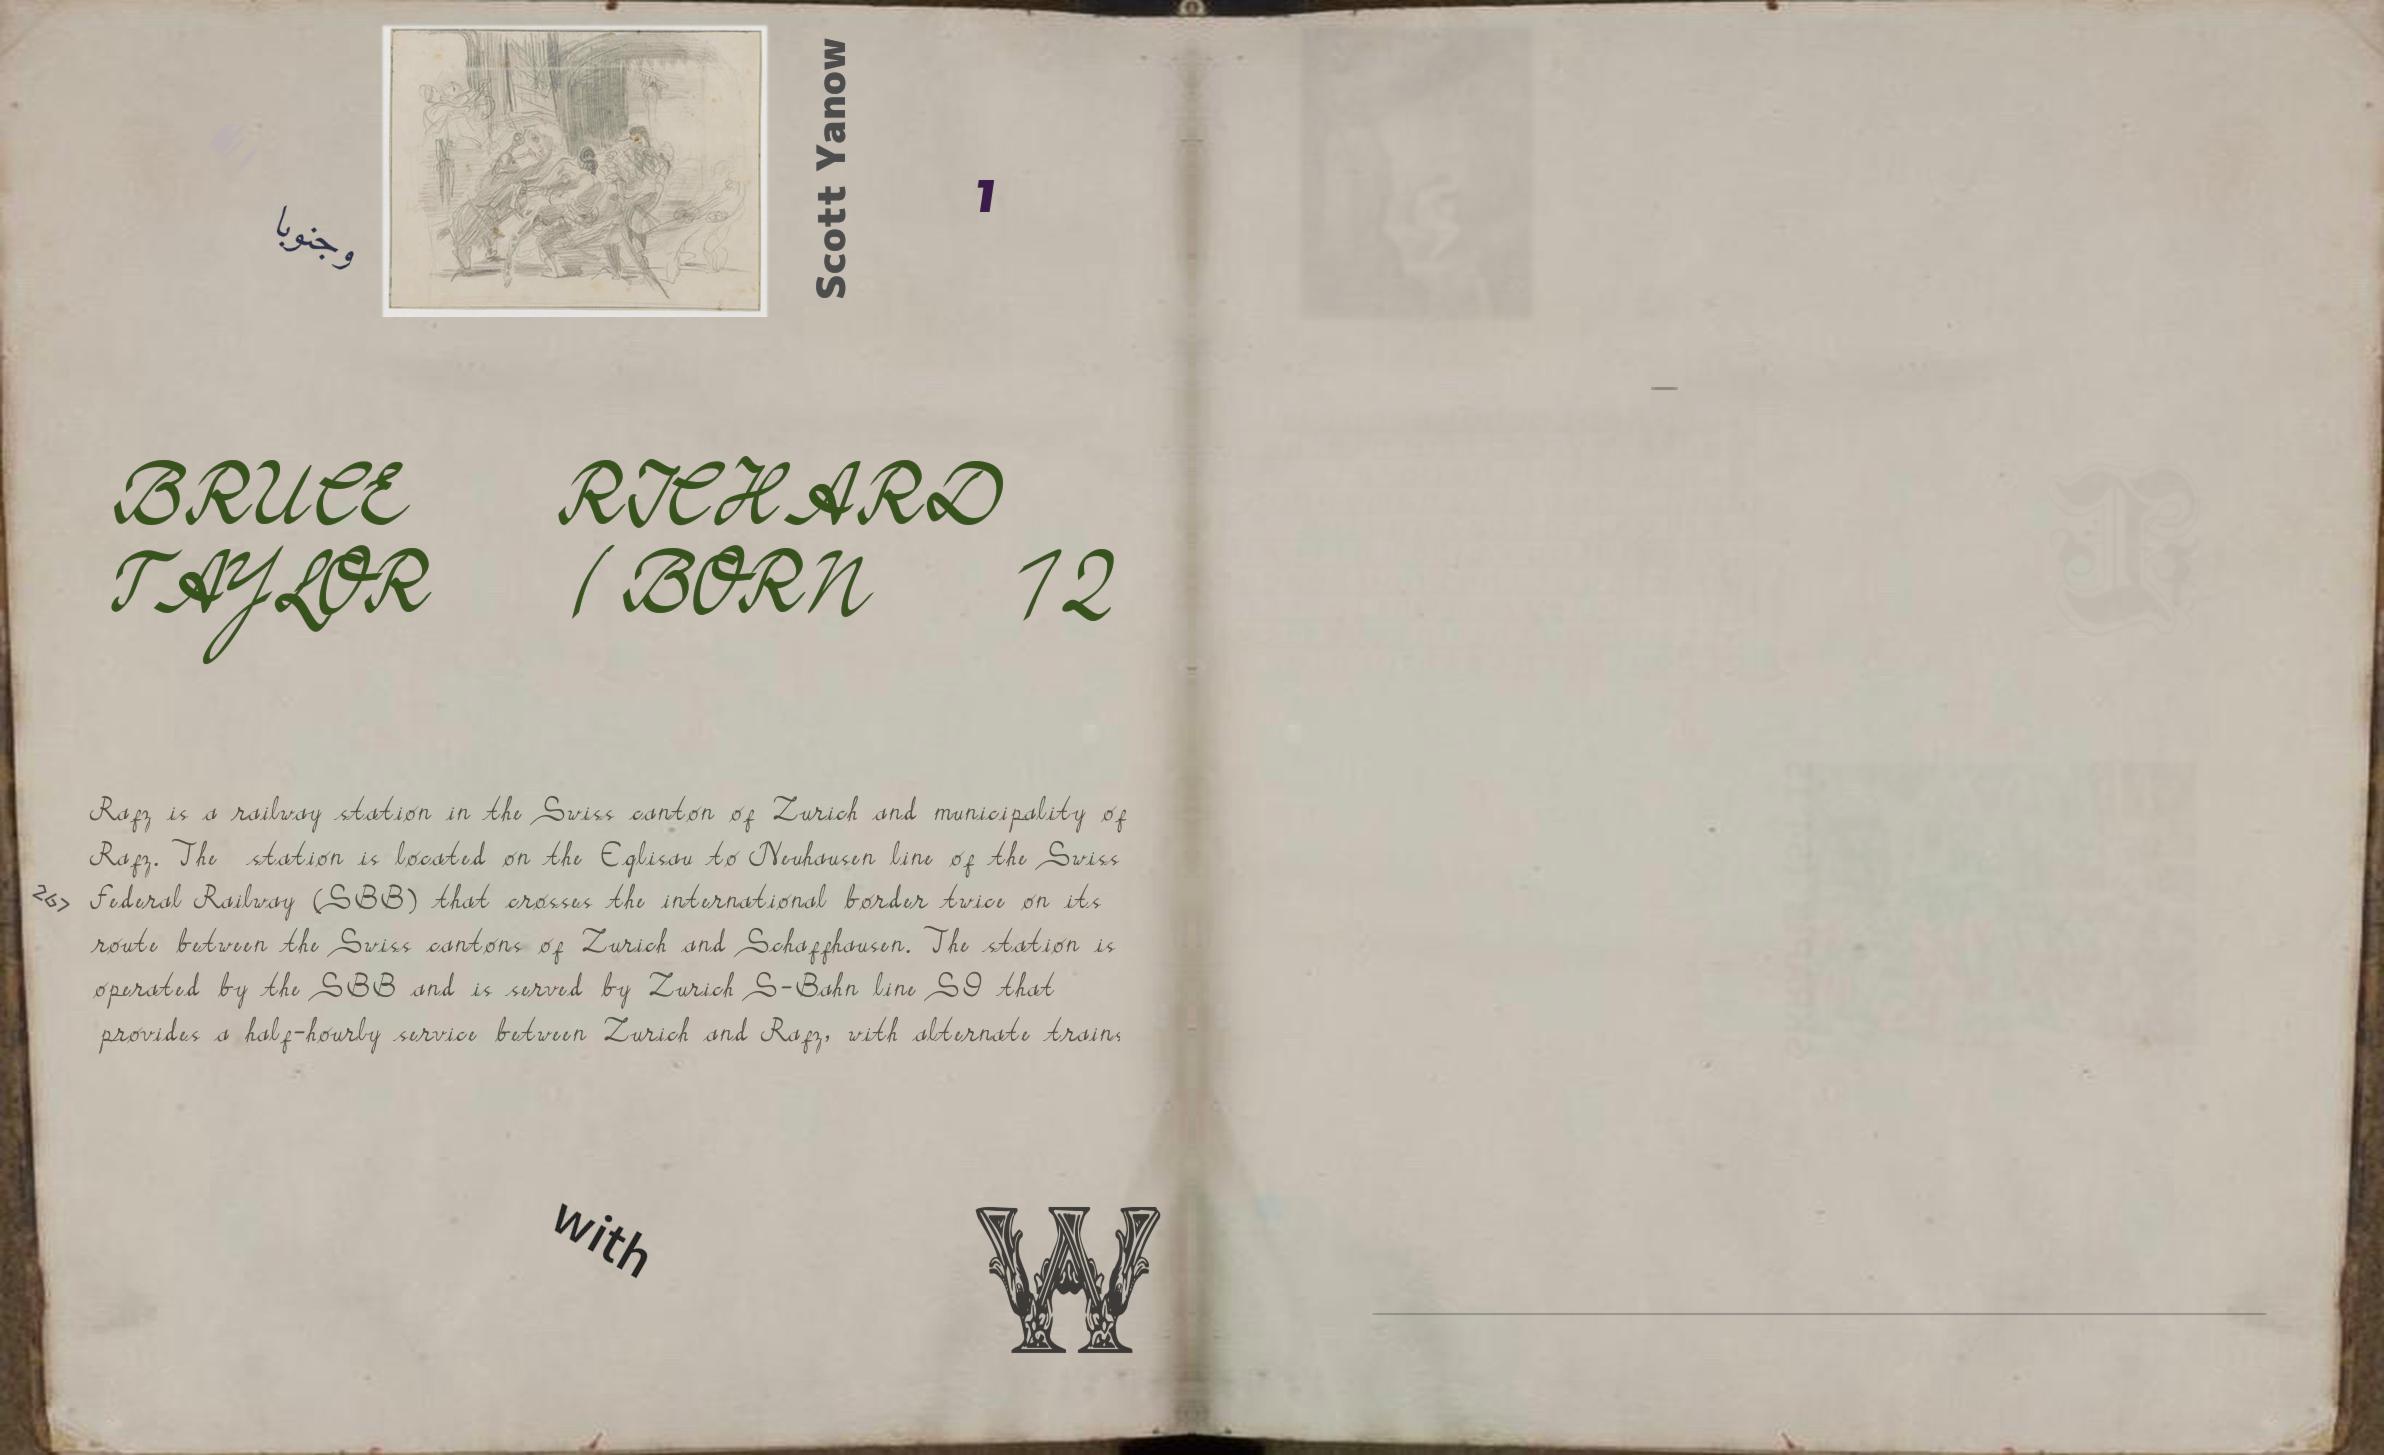 وجنوبا
Scott Yanow
1
BRUCE RICHARD
TAYLOR (BORN 12
Rafz is a railway station in the Swiss canton of Zurich and municipality of
Rafz. The station is located on the Eglisau to Neuhausen line of the Swiss
267
Federal Railway (SBB) that crosses the international border twice on its
route between the Swiss cantons of Zurich and Schaffhausen. The station is
operated by the SBB and is served by Zurich S-Bahn line S9 that
provides a half-hourly service between Zurich and Rafz, with alternate trains
with
W